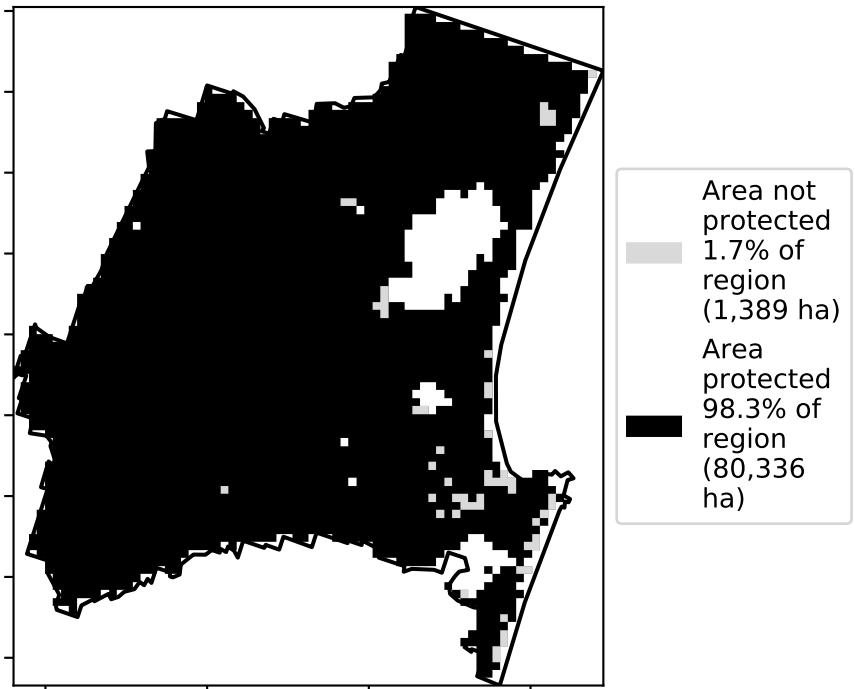 Area not
protected
1.7% of
region
(1,389 ha)
Area
protected
98.3% of
region
(80,336
ha)